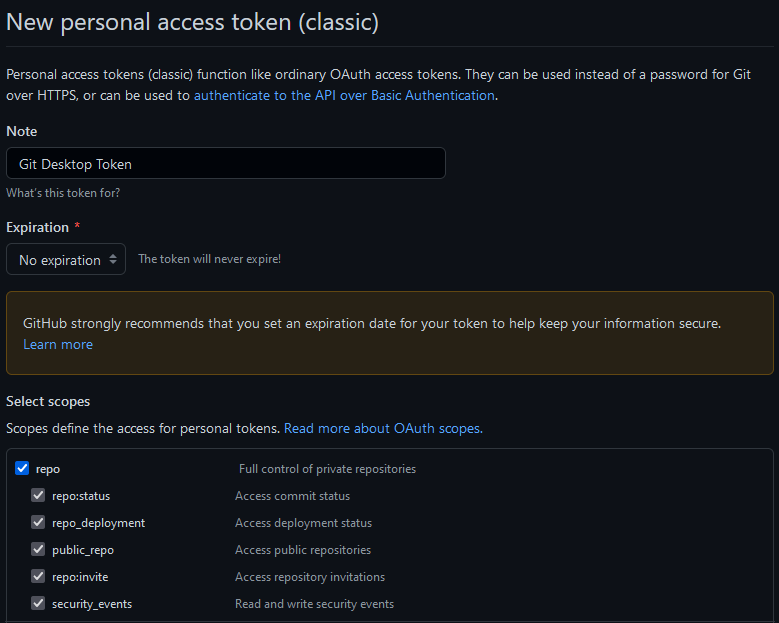 New personal access token (classic)
Personal access tokens (classic) function like ordinary OAuth access tokens. They can be used instead of a password for Git
over HTTPS, or can be used to authenticate to the API over Basic Authentication.
Note
Git Desktop Token
What's this token for?
Expiration *
No expiration The token will never expire!
GitHub strongly recommends that you set an expiration date for your token to help keep your information secure.
Learn more
Select scopes
Scopes define the access for personal tokens. Read more about OAuth scopes.
repo Full control of private repositories
repo:status Access commit status
repo_deployment Access deployment status
public_repo Access public repositories
repo:invite Access repository invitations
security_events Read and write security events